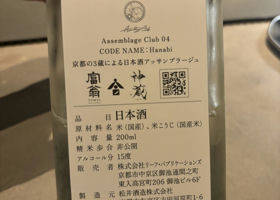 Assemblage Club
Assemblage Club 04
CODE NAME:Hanabi
京都の3蔵による日本酒アッサンブラージュ
富翁 神蔵
品目 日本酒
原材料名 米(国産)、米こうじ(国産米)
内容量 200ml
精米歩合 非公開
アルコール分 15度
販売者 株式会社リーフ・パブリケーションズ
京都市中京区御池通間之町
東入高宮町206 御池ビル6F
製造元 松井酒造株式会社